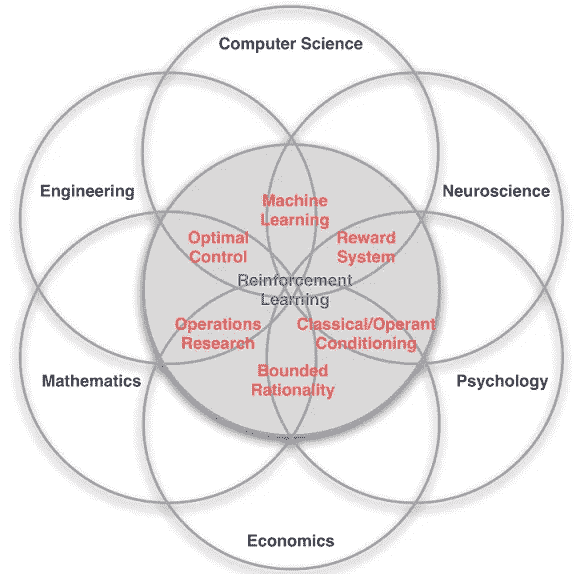 Computer Science
Engineering
Neuroscience
Machine
Learning
Optimal
Control
Reward
System
Reinforcement
Learning
Operations
Research
Classical/Operant
Conditioning
Bounded
Rationality
Mathematics
Psychology
Economics